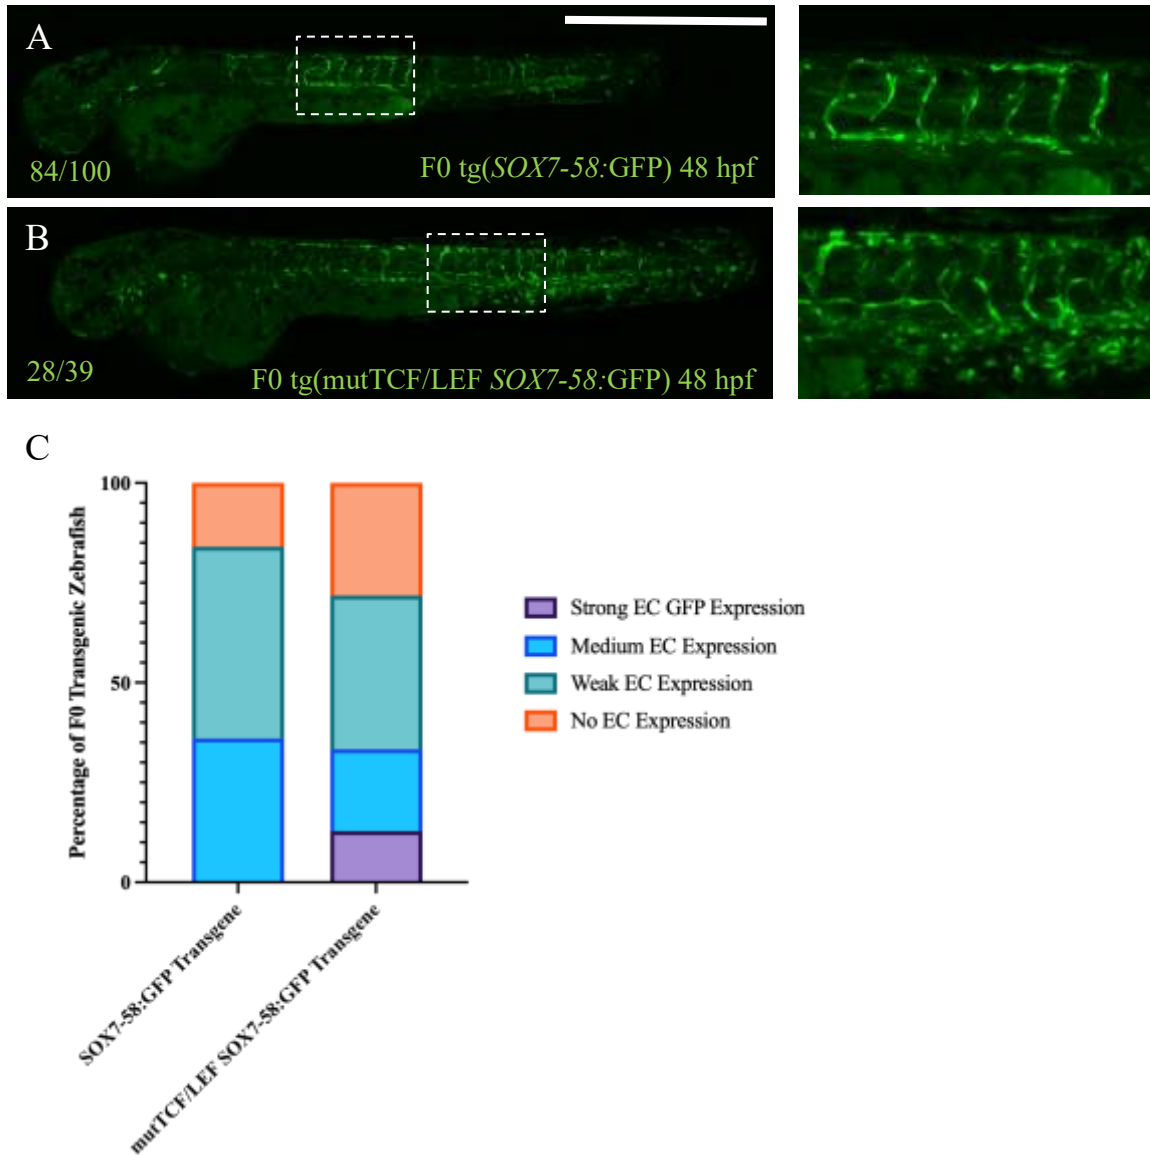 A
84/100
F0 tg(SOX7-58:GFP) 48 hpf
B
28/39
F0 tg(mutTCF/LEF SOX7-58:GFP) 48 hpf
C
Percentage of F0 Transgenic Zebrafish
100
50
0
SOX7-58:GFP Transgene
mutTCF/LEF SOX7-58:GFP Transgene
Strong EC GFP Expression
Medium EC Expression
Weak EC Expression
No EC Expression